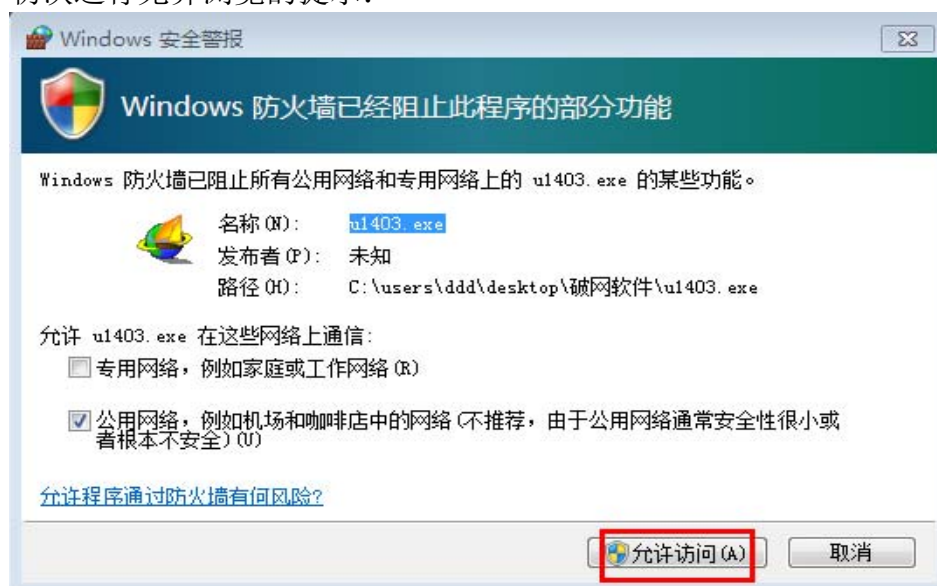 Windows 安全警报
Windows 防火墙已经阻止此程序的部分功能
Windows 防火墙已阻止所有公用网络和专用网络上的 u1403.exe 的某些功能。
名称(N): u1403.exe
发布者(P): 未知
路径(H): C:\users\ddd\desktop\破网软件\u1403.exe
允许 u1403.exe 在这些网络上通信:
专用网络，例如家庭或工作网络(R)
公用网络，例如机场和咖啡店中的网络(不推荐，由于公用网络通常安全性很小或
者根本不安全)(U)
允许程序通过防火墙有何风险?
允许访问(A) 取消